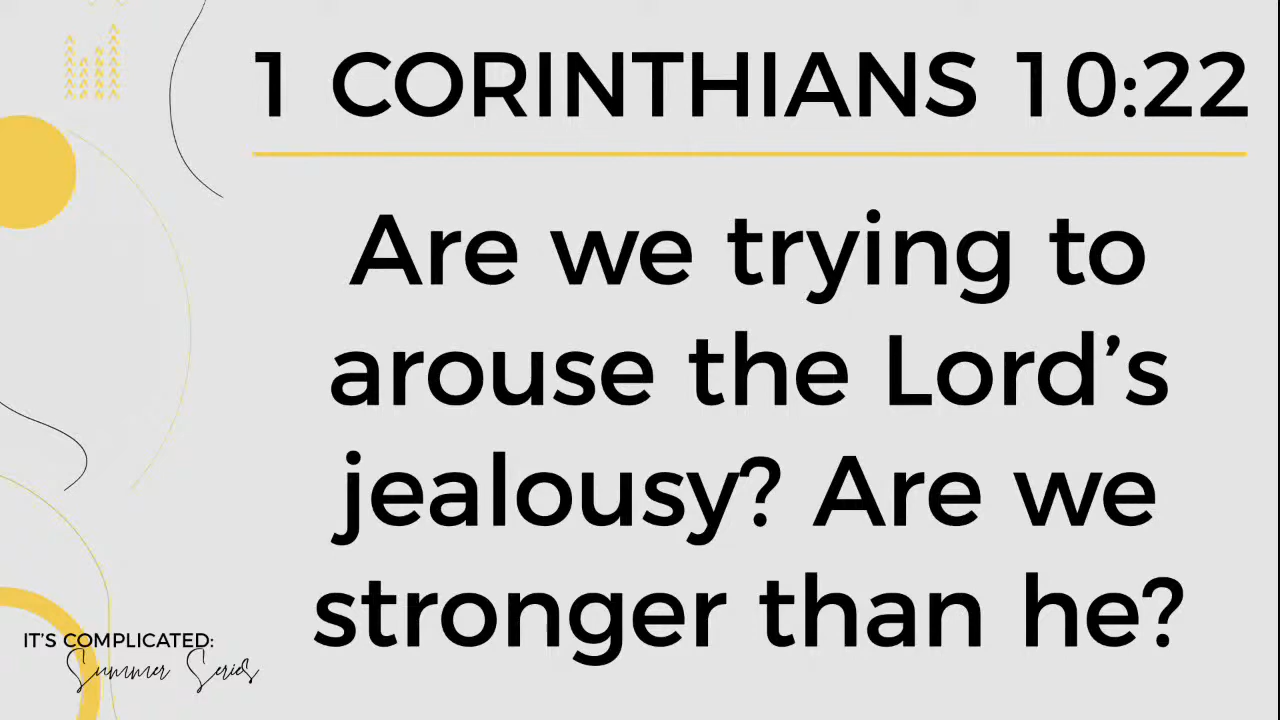 1 CORINTHIANS 10:22
Are we trying to
arouse the Lord’s
jealousy? Are we
stronger than he?
IT’S COMPLICATED:
Summer Series